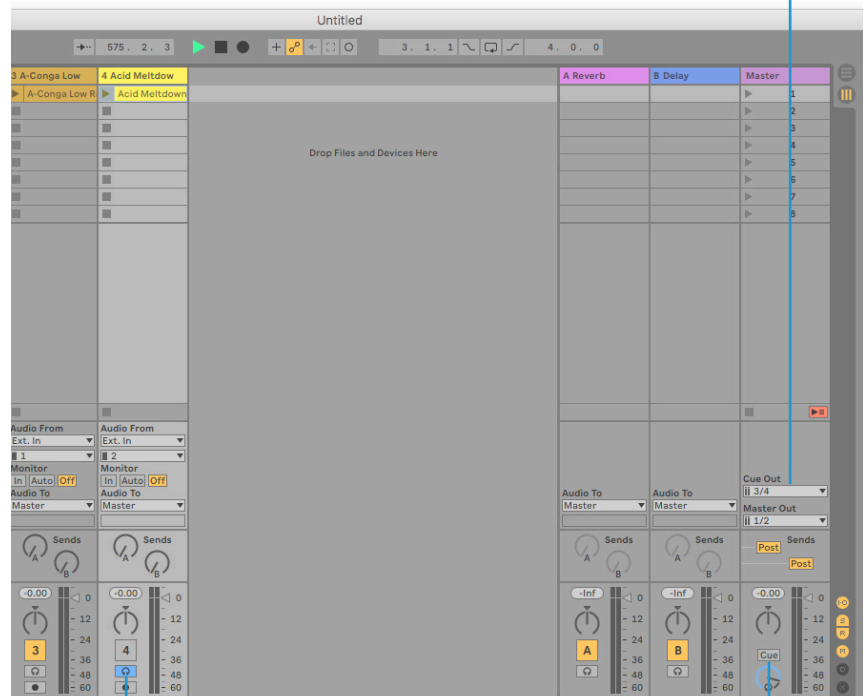 Untitled
575. 2. 3
3. 1. 1
4. 0. 0
3 A-Conga Low
4 Acid Meltdow
A Reverb
B Delay
Master
A-Conga Low R
Acid Meltdown
1
2
3
4
5
6
7
8
Drop Files and Devices Here
Audio From
Audio From
Ext. In
Ext. In
1
2
Monitor
Monitor
In Auto Off
In Auto Off
Cue Out
3/4
Audio To
Audio To
Audio To
Audio To
Master
Master
Master
Master
Master Out
1/2
Sends
Sends
Sends
Sends
Sends
A
A
A
A
Post
B
B
B
B
Post
-0.00
0
-0.00
0
-Inf
0
-Inf
0
-0.00
0
I-O
12
12
12
12
12
S
24
24
24
24
24
R
3
4
A
B
Cue
M
36
36
36
36
36
48
48
48
48
48
60
60
60
60
60